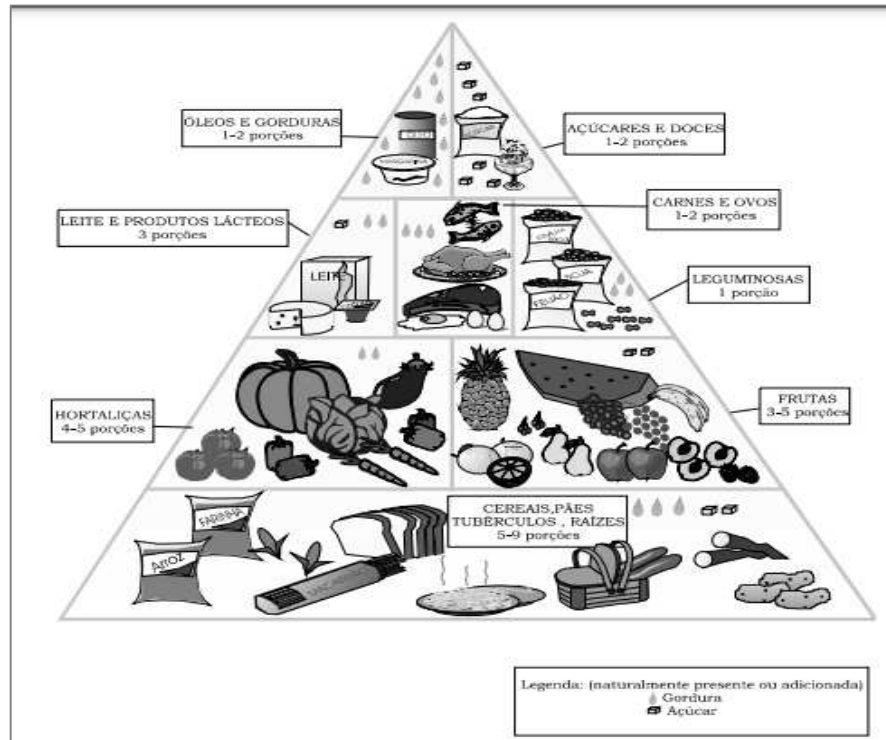 ÓLEOS E GORDURAS
1-2 porções
AÇÚCARES E DOCES
1-2 porções
LEITE E PRODUTOS LÁCTEOS
3 porções
CARNES E OVOS
1-2 porções
LEITE
SOJA
FEIJÃO
LEGUMINOSAS
1 porção
HORTALIÇAS
4-5 porções
FRUTAS
3-5 porções
CEREAIS,PÃES
TUBÉRCULOS , RAÍZES
5-9 porções
FARINHA
ARROZ
MACARRÃO
Legenda: (naturalmente presente ou adicionada)
Gordura
Açúcar